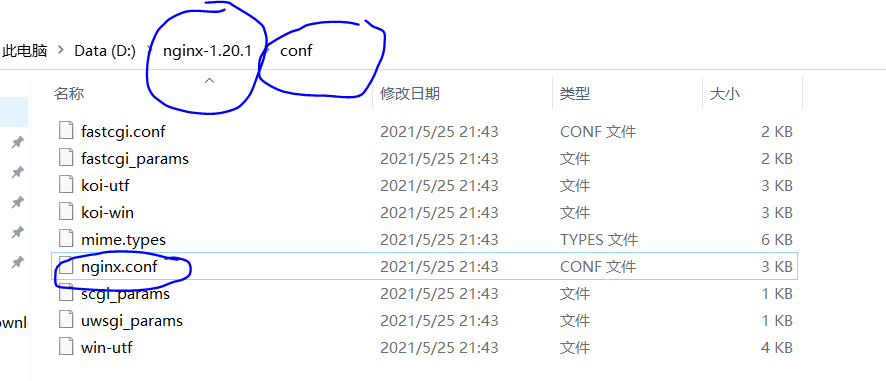 此电脑 > Data (D:) > nginx-1.20.1 > conf
名称 修改日期 类型 大小
fastcgi.conf 2021/5/25 21:43 CONF 文件 2 KB
fastcgi_params 2021/5/25 21:43 文件 2 KB
koi-utf 2021/5/25 21:43 文件 3 KB
koi-win 2021/5/25 21:43 文件 3 KB
mime.types 2021/5/25 21:43 TYPES 文件 6 KB
nginx.conf 2021/5/25 21:43 CONF 文件 3 KB
scgi_params 2021/5/25 21:43 文件 1 KB
ownl uwsgi_params 2021/5/25 21:43 文件 1 KB
win-utf 2021/5/25 21:43 文件 4 KB